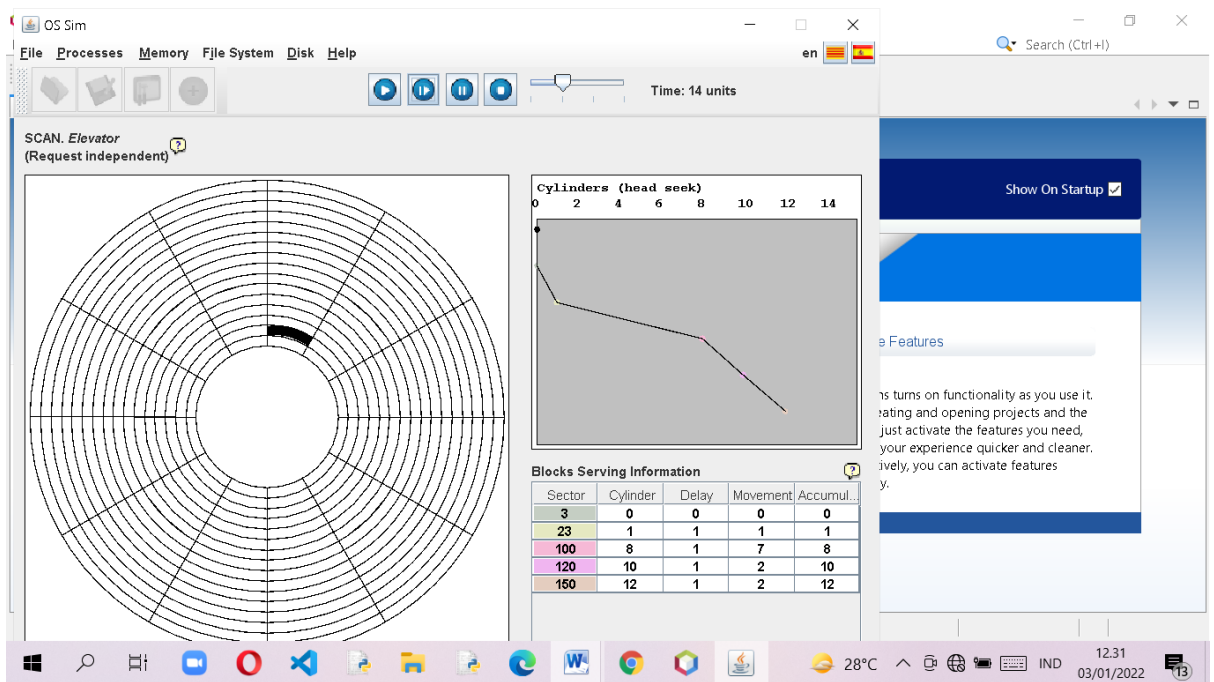 OS Sim
File Processes Memory File System Disk Help
en
Search (Ctrl+I)
Time: 14 units
SCAN. Elevator
(Request independent)
?
Cylinders (head seek)
0 2 4 6 8 10 12 14
Show On Startup
Features
turns on functionality as you use it.
eating and opening projects and the
just activate the features you need,
your experience quicker and cleaner.
you can activate features
y.
Blocks Serving Information
?
Sector Cylinder Delay Movement Accumul...
3 0 0 0 0
23 1 1 1 1
100 8 1 7 8
120 10 1 2 10
150 12 1 2 12
28°C IND 12.31
03/01/2022
13